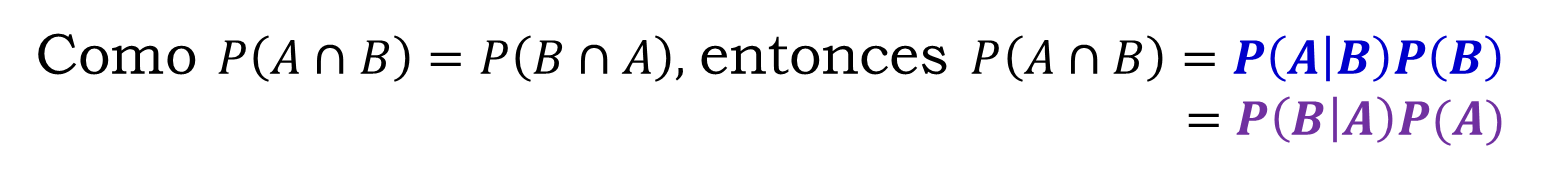 Como P(A ∩ B) = P(B ∩ A), entonces P(A ∩ B) = P(A|B)P(B)
= P(B|A)P(A)